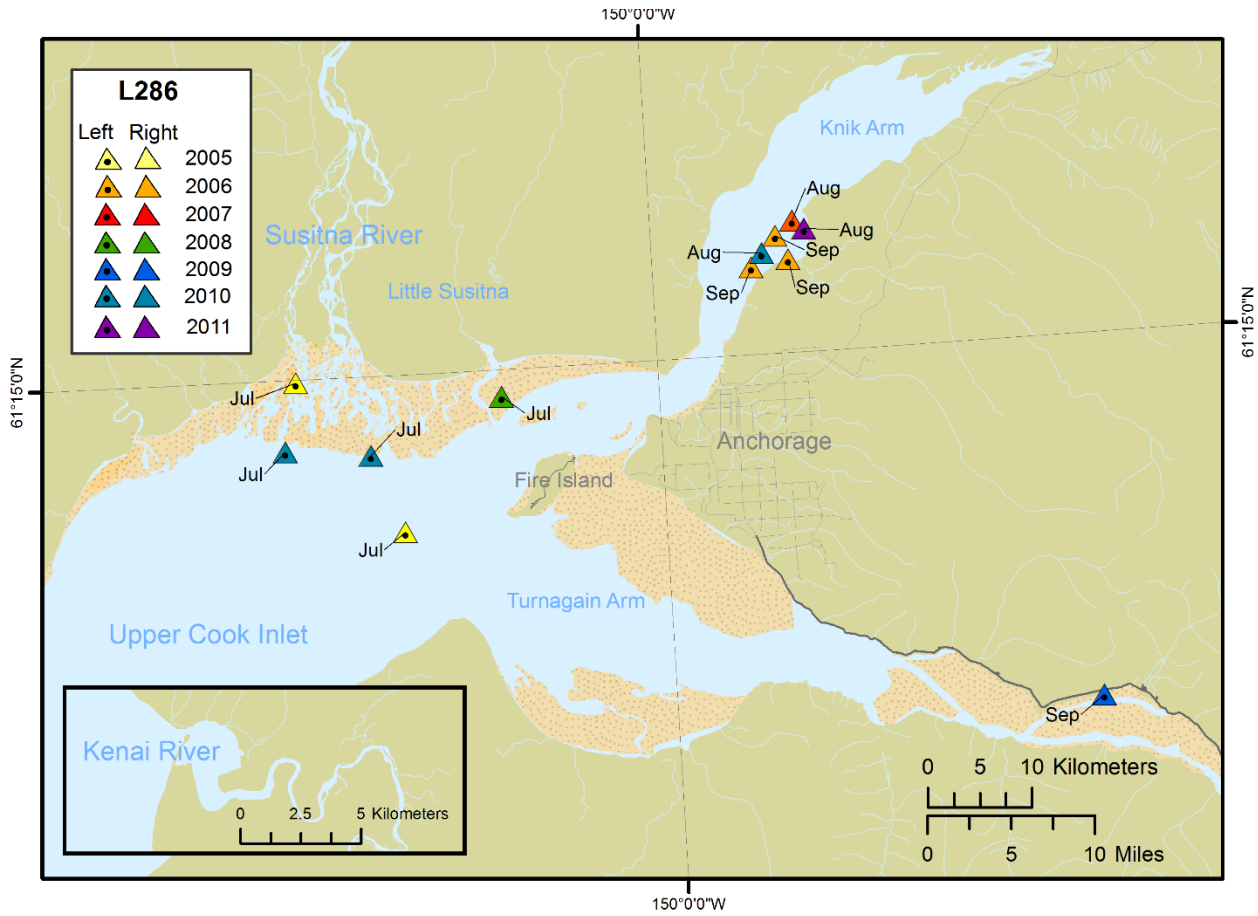 150°0'0"W
L286
Left Right
2005
2006
2007
2008
2009
2010
2011
Knik Arm
Aug
Aug
Sep
Aug
Sep
Sep
Susitna River
Little Susitna
61°15'0"N
61°15'0"N
Jul
Jul
Jul
Jul
Jul
Anchorage
Fire Island
Turnagain Arm
Upper Cook Inlet
Sep
Kenai River
0 2.5 5 Kilometers
0 5 10 Kilometers
0 5 10 Miles
150°0'0"W